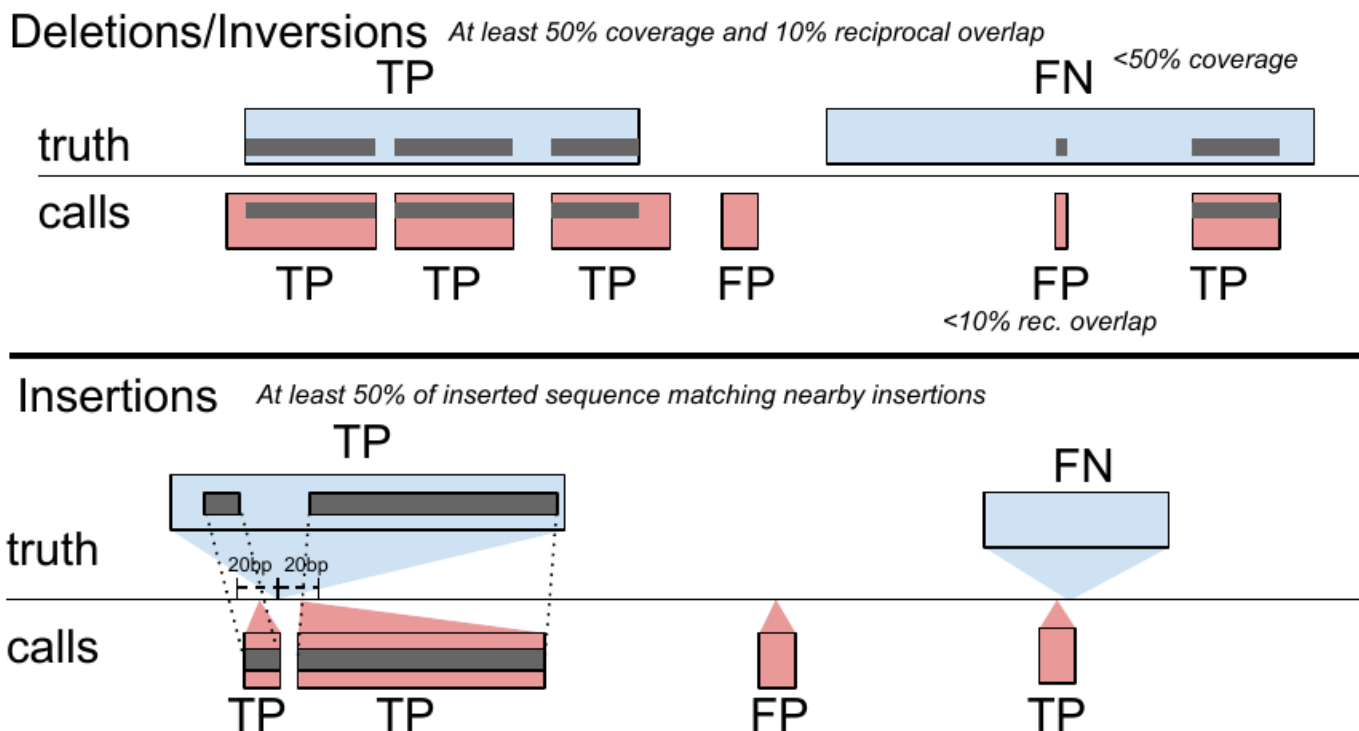 Deletions/Inversions At least 50% coverage and 10% reciprocal overlap
TP FN <50% coverage
truth
calls
TP TP TP FP FP TP
<10% rec. overlap
Insertions At least 50% of inserted sequence matching nearby insertions
TP FN
truth
20bp 20bp
calls
TP TP FP TP